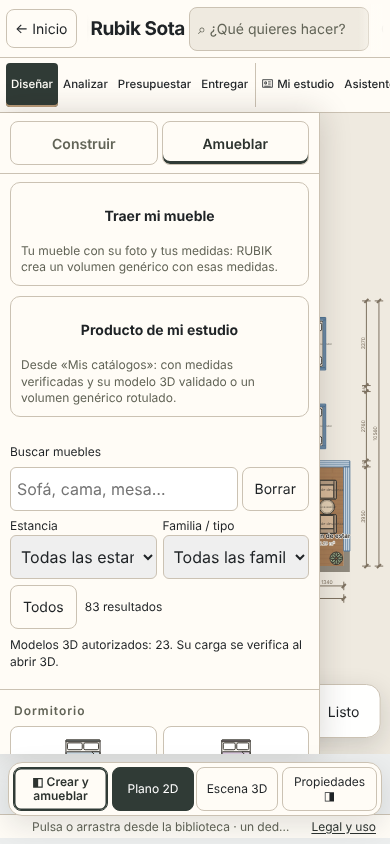 ← Inicio
Rubik Sota
¿Qué quieres hacer?
Diseñar
Analizar
Presupuestar
Entregar
Mi estudio
Asistent
Construir
Amueblar
Traer mi mueble
Tu mueble con su foto y tus medidas: RUBIK
crea un volumen genérico con esas medidas.
Producto de mi estudio
Desde «Mis catálogos»: con medidas
verificadas y su modelo 3D validado o un
volumen genérico rotulado.
Buscar muebles
Sofá, cama, mesa...
Borrar
Estancia
Familia / tipo
Todas las estar
Todas las famil
Todos
83 resultados
Modelos 3D autorizados: 23. Su carga se verifica al
abrir 3D.
Dormitorio
Listo
Crear y
amueblar
Plano 2D
Escena 3D
Propiedades
Pulsa o arrastra desde la biblioteca · un ded...
Legal y uso